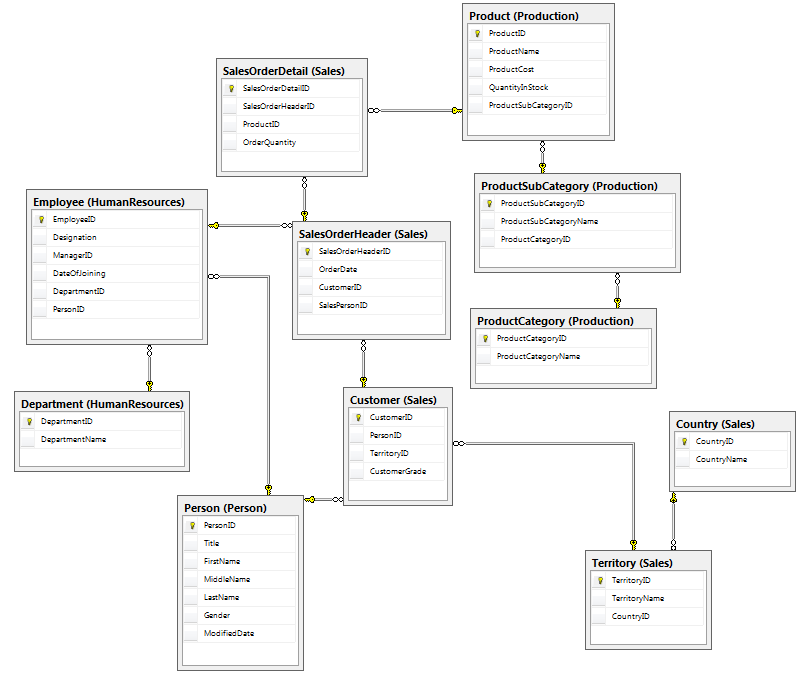 Product (Production)
ProductID
ProductName
ProductCost
QuantityInStock
ProductSubCategoryID
SalesOrderDetail (Sales)
SalesOrderDetailID
SalesOrderHeaderID
ProductID
OrderQuantity
ProductSubCategory (Production)
ProductSubCategoryID
ProductSubCategoryName
ProductCategoryID
Employee (HumanResources)
EmployeeID
Designation
ManagerID
DateOfJoining
DepartmentID
PersonID
SalesOrderHeader (Sales)
SalesOrderHeaderID
OrderDate
CustomerID
SalesPersonID
ProductCategory (Production)
ProductCategoryID
ProductCategoryName
Department (HumanResources)
DepartmentID
DepartmentName
Customer (Sales)
CustomerID
PersonID
TerritoryID
CustomerGrade
Country (Sales)
CountryID
CountryName
Person (Person)
PersonID
Title
FirstName
MiddleName
LastName
Gender
ModifiedDate
Territory (Sales)
TerritoryID
TerritoryName
CountryID